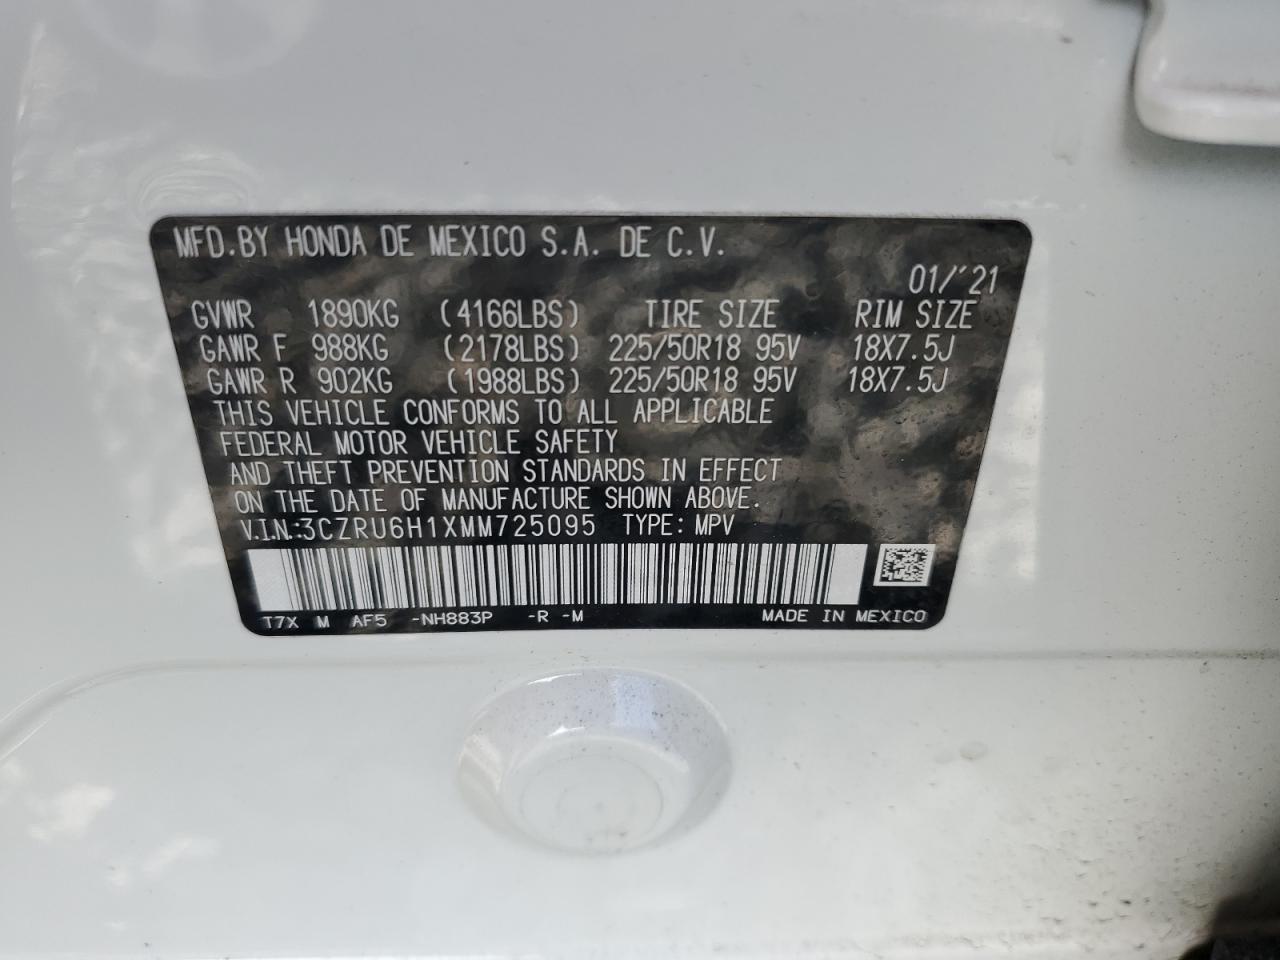 MFD.BY HONDA DE MEXICO S.A. DE C.V.
01/'21
GVWR 1890KG (4166LBS) TIRE SIZE RIM SIZE
GAWR F 988KG (2178LBS) 225/50R18 95V 18X7.5J
GAWR R 902KG (1988LBS) 225/50R18 95V 18X7.5J
THIS VEHICLE CONFORMS TO ALL APPLICABLE
FEDERAL MOTOR VEHICLE SAFETY
AND THEFT PREVENTION STANDARDS IN EFFECT
ON THE DATE OF MANUFACTURE SHOWN ABOVE.
V.I.N.:3CZRU6H1XMM725095 TYPE: MPV
T7X M AF5 -NH883P -R -M MADE IN MEXICO